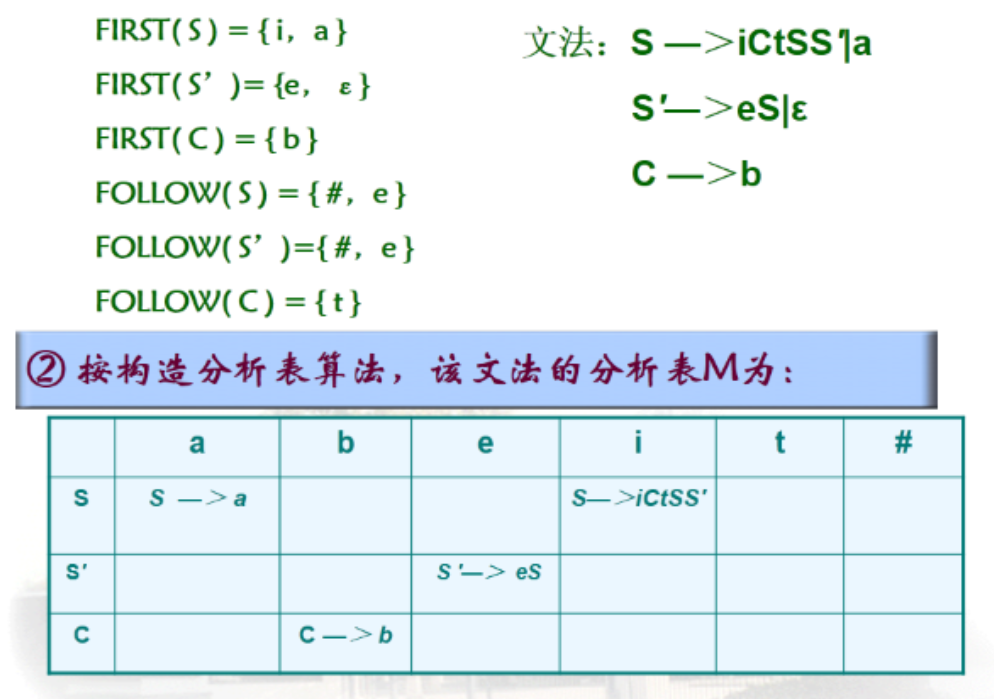 FIRST(S) = {i, a}
FIRST(S’ )= {e, ε}
FIRST(C) = {b}
FOLLOW(S) = {#, e}
FOLLOW(S’ )={#, e}
FOLLOW(C) = {t}
文法: S —>iCtSS'|a
S'—>eS|ε
C —>b
② 按构造分析表算法，该文法的分析表M为：
a b e i t #
S S —> a S—>iCtSS'
S' S '—> eS
C C —> b